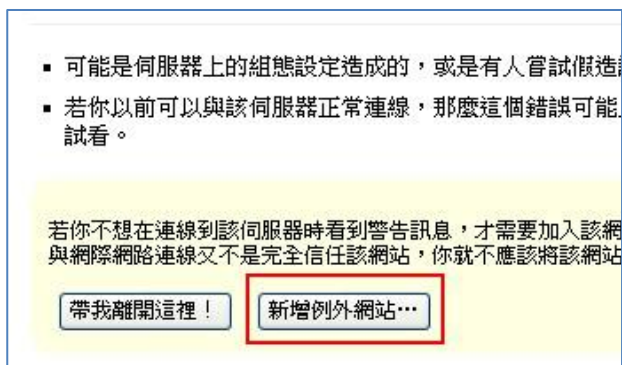 可能是伺服器上的組態設定造成的，或是有人嘗試假造
若你以前可以與該伺服器正常連線，那麼這個錯誤可能
試看。
若你不想在連線到該伺服器時看到警告訊息，才需要加入該網
與網際網路連線又不是完全信任該網站，你就不應該將該網站
帶我離開這裡！ 新增例外網站…